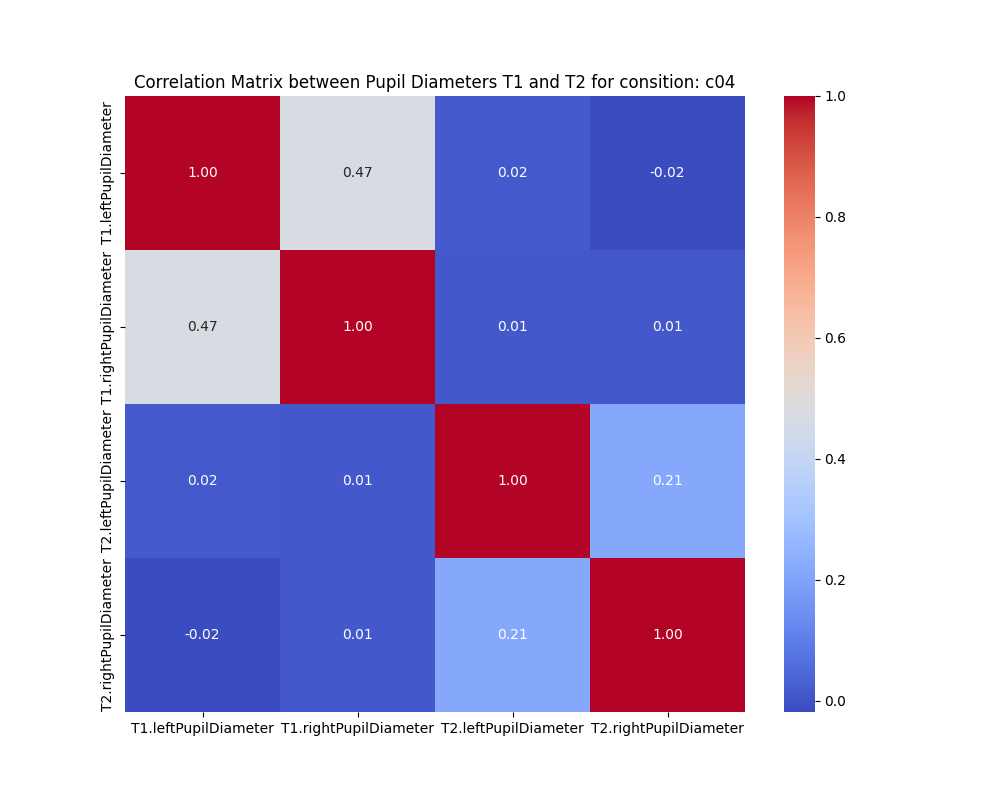 Correlation Matrix between Pupil Diameters T1 and T2 for consition: c04
T1.leftPupilDiameter
1.00 0.47 0.02 -0.02
T1.rightPupilDiameter
0.47 1.00 0.01 0.01
T2.leftPupilDiameter
0.02 0.01 1.00 0.21
T2.rightPupilDiameter
-0.02 0.01 0.21 1.00
T1.leftPupilDiameter T1.rightPupilDiameter T2.leftPupilDiameter T2.rightPupilDiameter
1.0
0.8
0.6
0.4
0.2
0.0